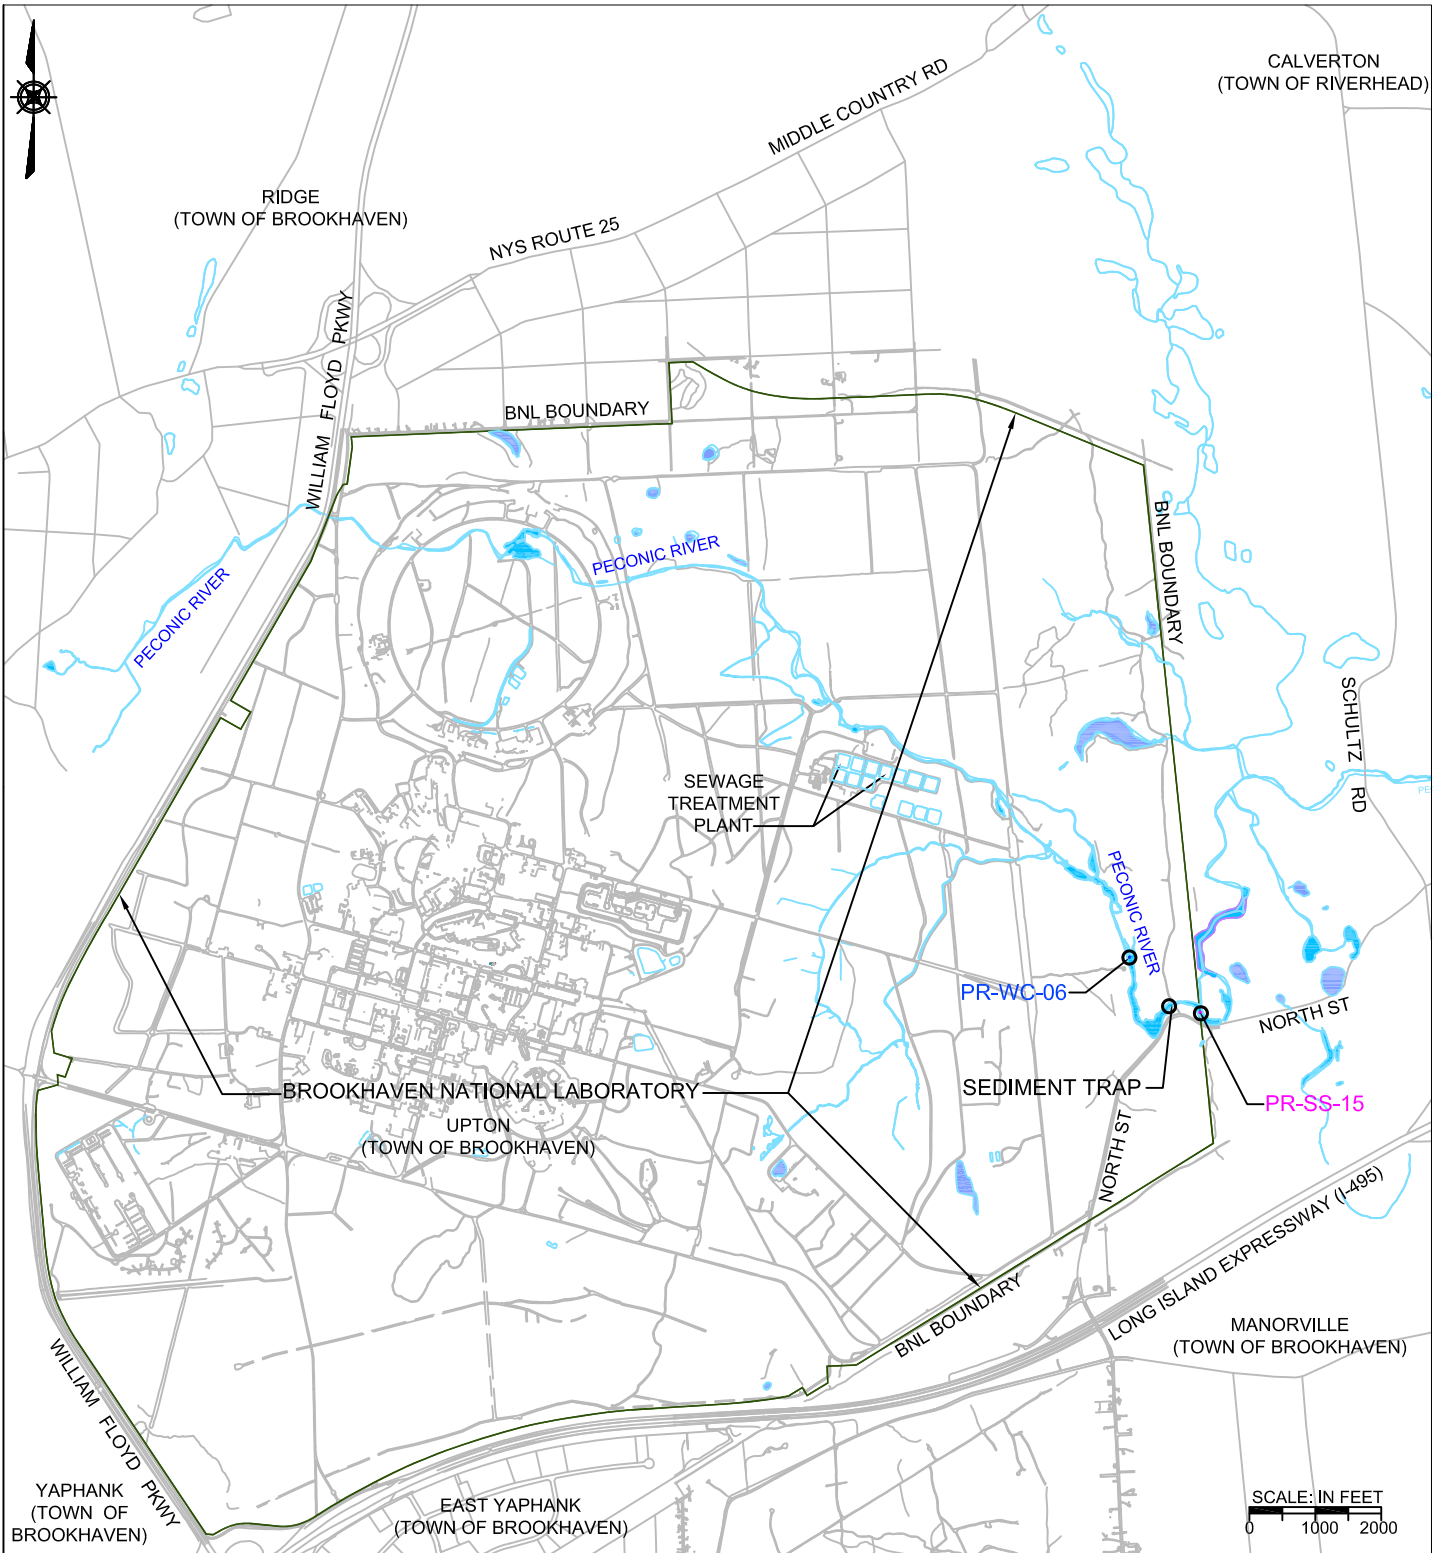 CALVERTON
(TOWN OF RIVERHEAD)
MIDDLE COUNTRY RD
RIDGE
(TOWN OF BROOKHAVEN)
NYS ROUTE 25
WILLIAM FLOYD PKWY
BNL BOUNDARY
BNL BOUNDARY
PECONIC RIVER
PECONIC RIVER
SCHULTZ RD
SEWAGE
TREATMENT
PLANT
PE
PECONIC RIVER
PR-WC-06
NORTH ST
SEDIMENT TRAP
PR-SS-15
BROOKHAVEN NATIONAL LABORATORY
UPTON
(TOWN OF BROOKHAVEN)
NORTH ST
LONG ISLAND EXPRESSWAY (I-495)
BNL BOUNDARY
MANORVILLE
(TOWN OF BROOKHAVEN)
WILLIAM FLOYD PKWY
YAPHANK
(TOWN OF
BROOKHAVEN)
EAST YAPHANK
(TOWN OF BROOKHAVEN)
SCALE: IN FEET
0 1000 2000